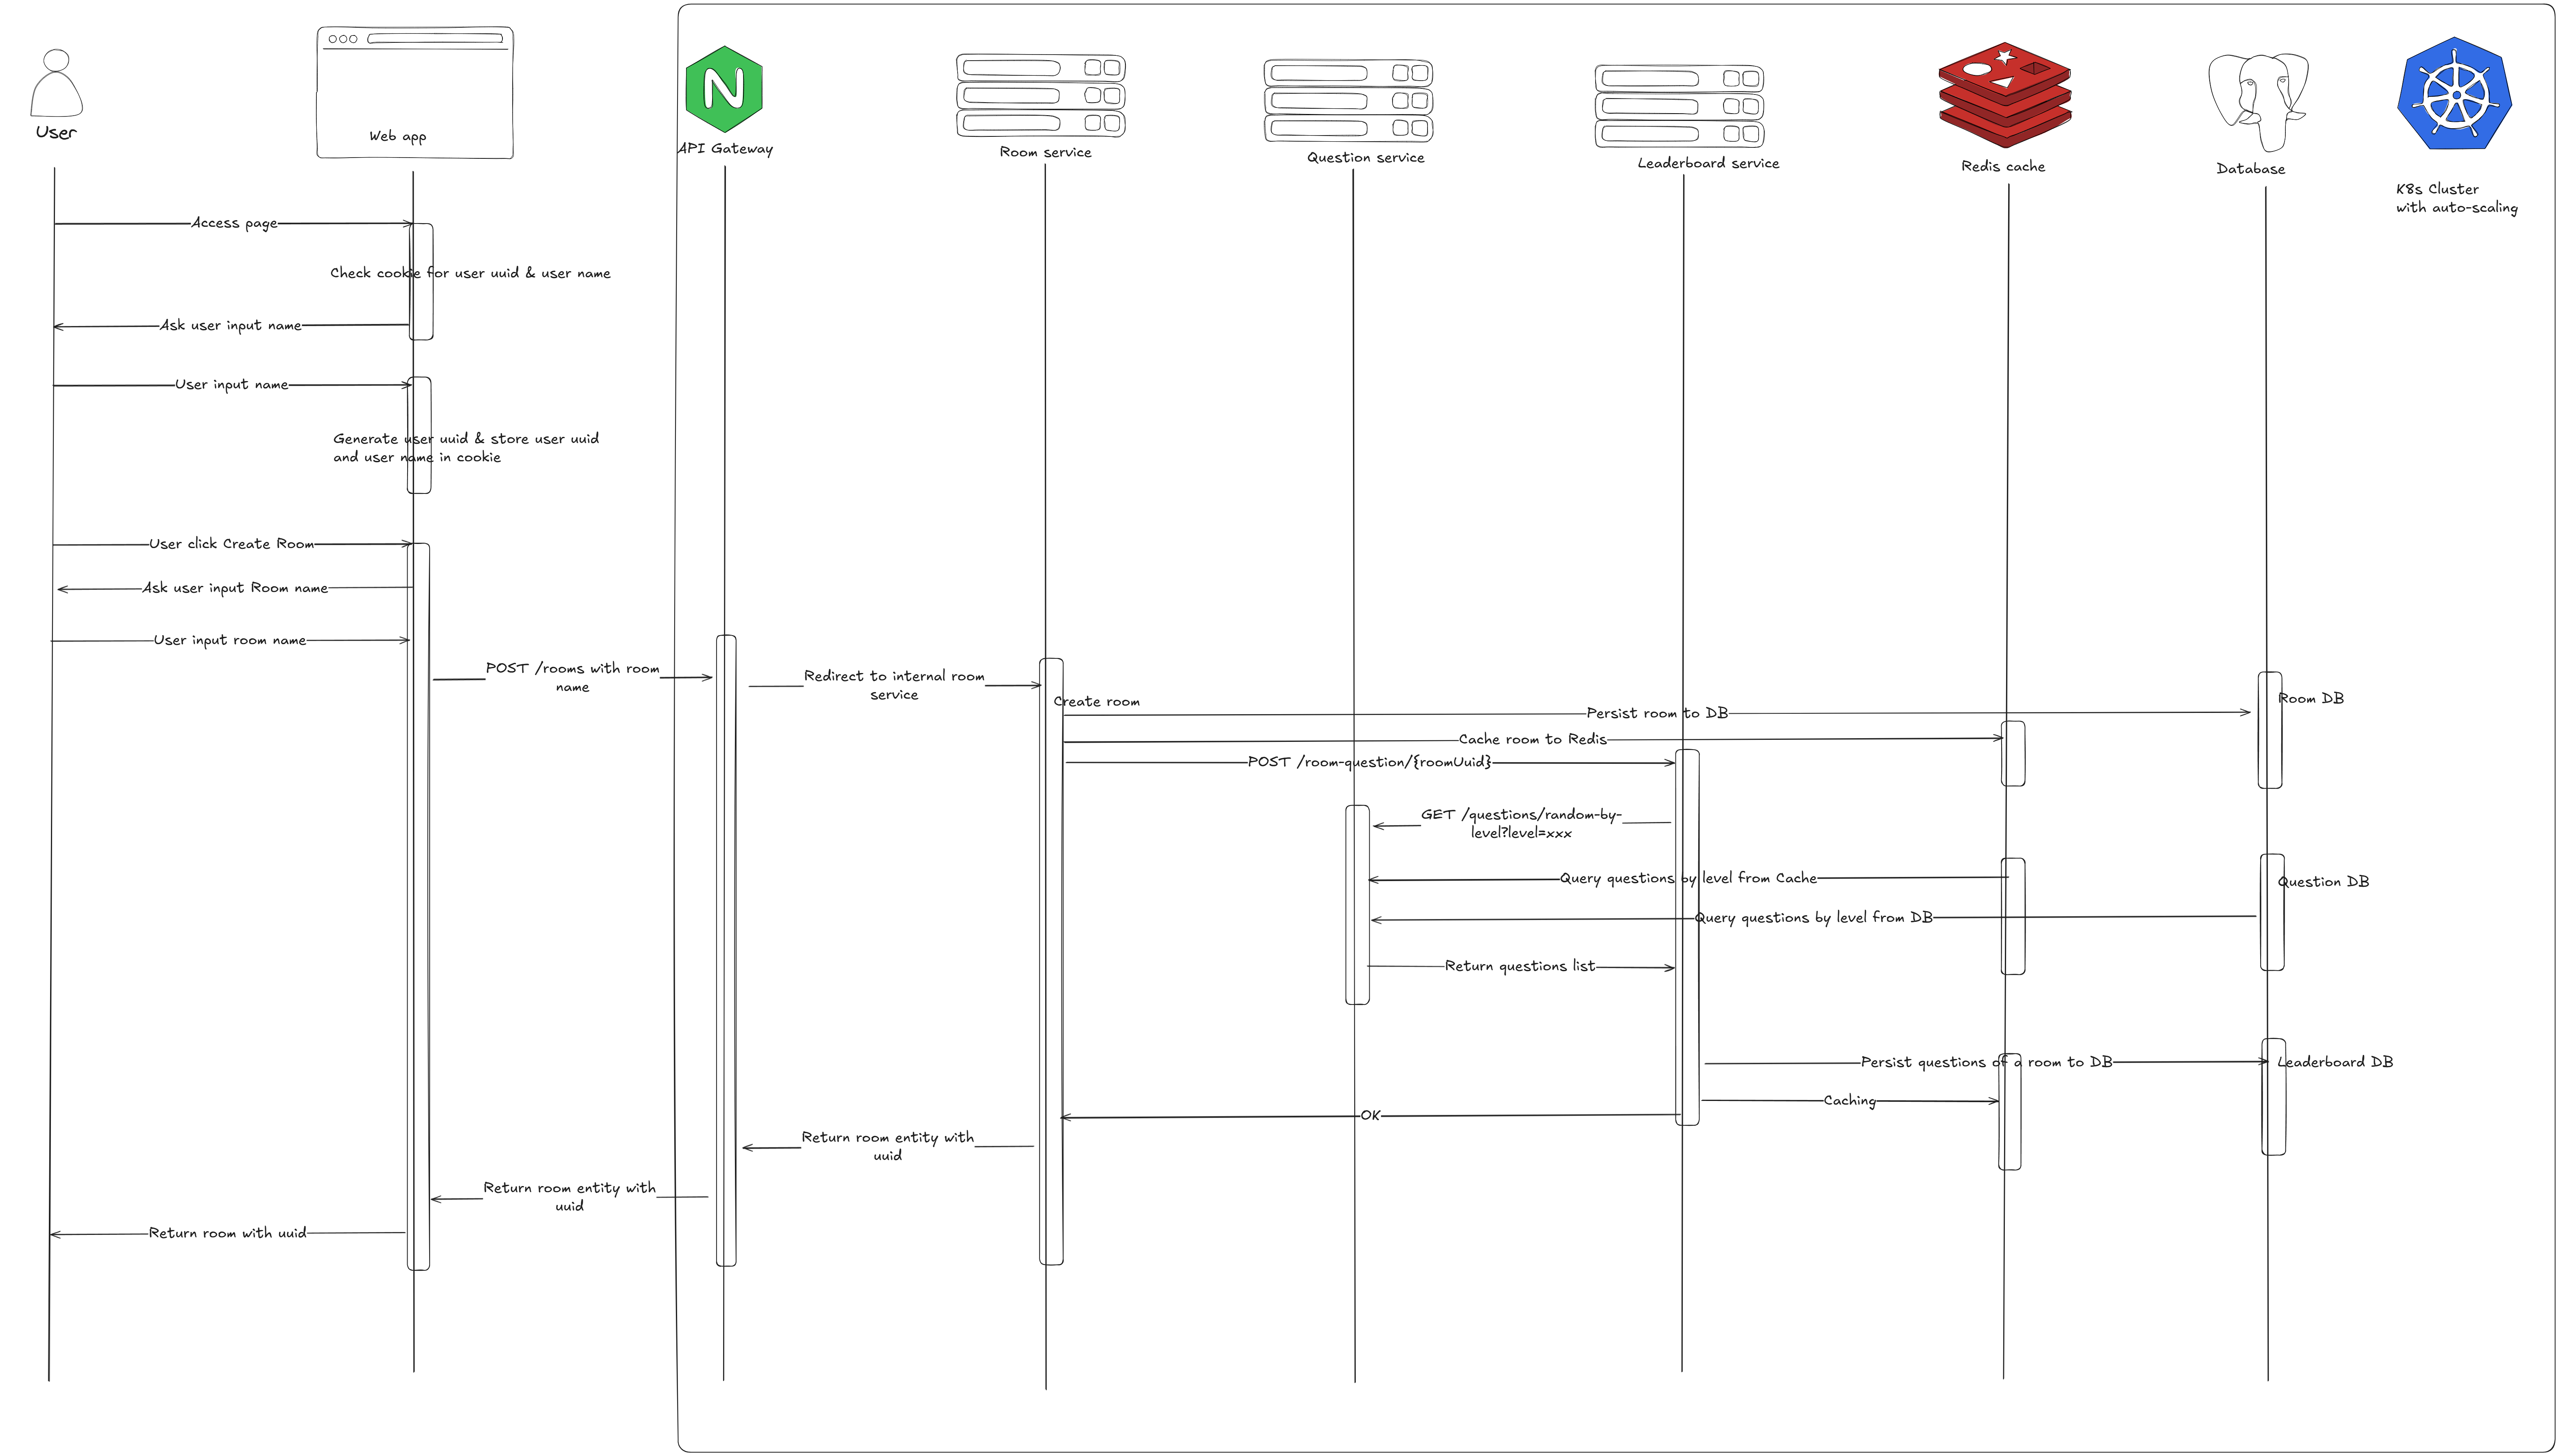 User
Web app
API Gateway
Room service
Question service
Leaderboard service
Redis cache
Database
K8s Cluster
with auto-scaling
Access page
Check cookie for user uuid & user name
Ask user input name
User input name
Generate user uuid & store user uuid
and user name in cookie
User click Create Room
Ask user input Room name
User input room name
POST /rooms with room
name
Redirect to internal room
service
Create room
Persist room to DB
Room DB
Cache room to Redis
POST /room-question/{roomUuid}
GET /questions/random-by-
level?level=xxx
Query questions by level from Cache
Question DB
Query questions by level from DB
Return questions list
Persist questions of a room to DB
Leaderboard DB
Caching
OK
Return room entity with
uuid
Return room entity with
uuid
Return room with uuid